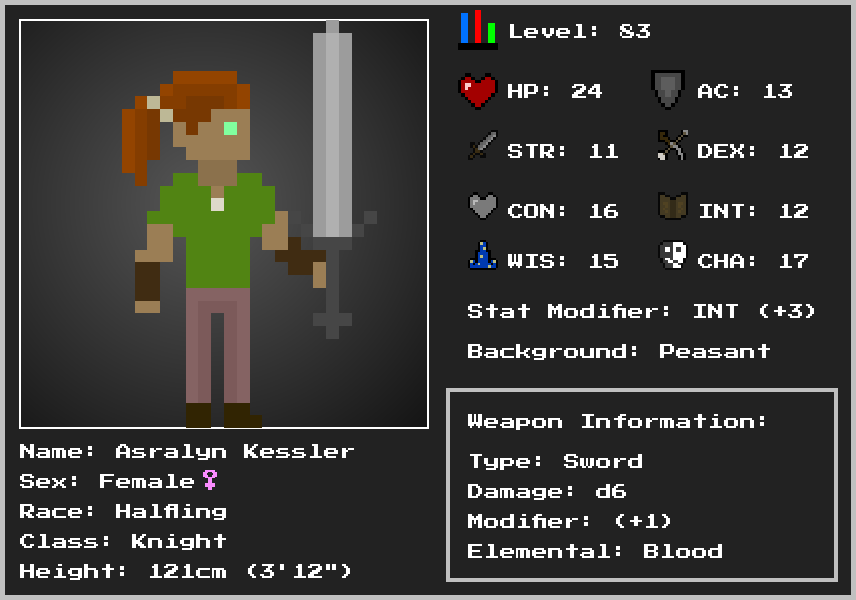 Level: 83
HP: 24
AC: 13
STR: 11
DEX: 12
CON: 16
INT: 12
WIS: 15
CHA: 17
Stat Modifier: INT (+3)
Background: Peasant
Weapon Information:
Type: Sword
Damage: d6
Modifier: (+1)
Elemental: Blood
Name: Asralyn Kessler
Sex: Female♀
Race: Halfling
Class: Knight
Height: 121cm (3'12")